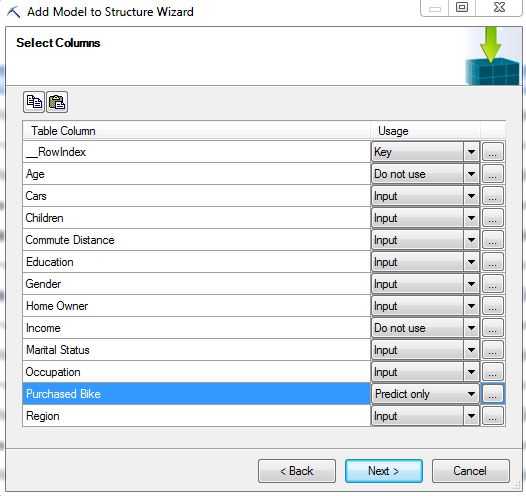 Add Model to Structure Wizard
Select Columns
Table Column Usage
__RowIndex Key ...
Age Do not use ...
Cars Input ...
Children Input ...
Commute Distance Input ...
Education Input ...
Gender Input ...
Home Owner Input ...
Income Do not use ...
Marital Status Input ...
Occupation Input ...
Purchased Bike Predict only ...
Region Input ...
< Back Next > Cancel